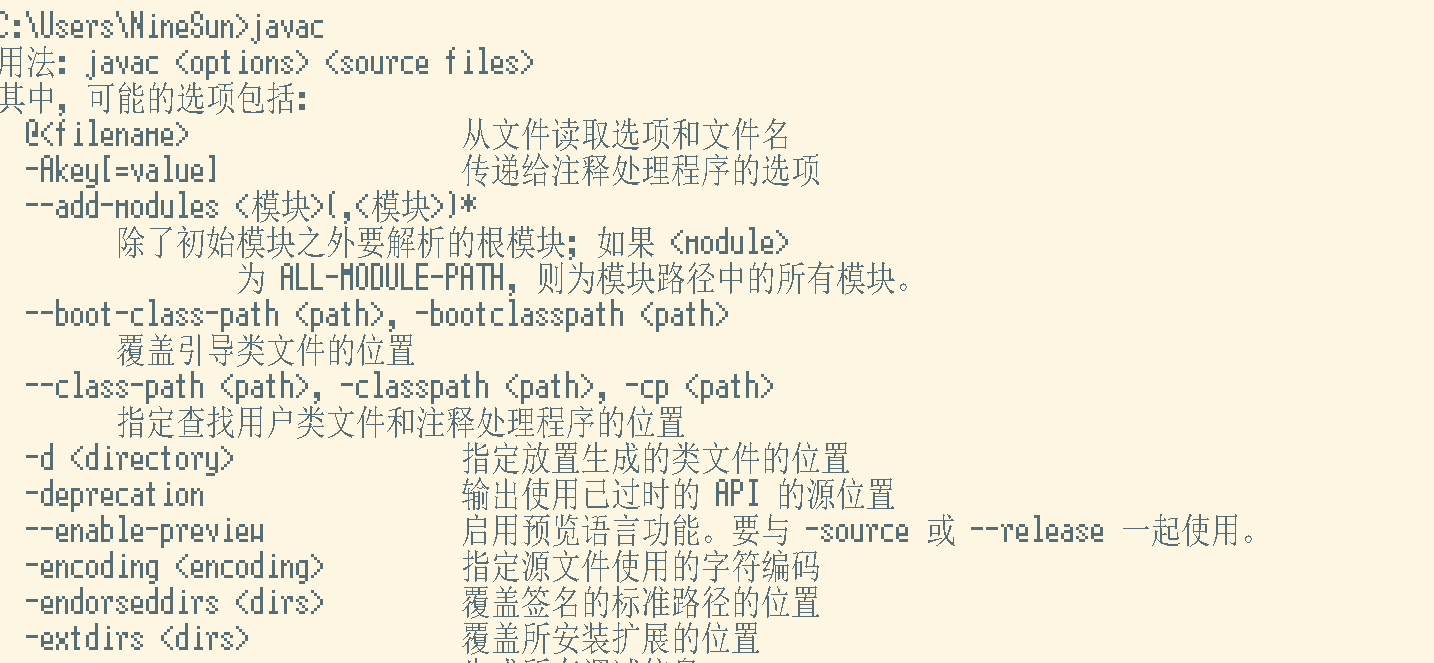 C:\Users\NineSun>javac
用法: javac <options> <source files>
其中, 可能的选项包括:
@<filename> 从文件读取选项和文件名
-Akey[=value] 传递给注释处理程序的选项
--add-modules <模块>(,<模块>)*
除了初始模块之外要解析的根模块; 如果 <module>
为 ALL-MODULE-PATH, 则为模块路径中的所有模块。
--boot-class-path <path>, -bootclasspath <path>
覆盖引导类文件的位置
--class-path <path>, -classpath <path>, -cp <path>
指定查找用户类文件和注释处理程序的位置
-d <directory> 指定放置生成的类文件的位置
-deprecation 输出使用已过时的 API 的源位置
--enable-preview 启用预览语言功能。要与 -source 或 --release 一起使用。
-encoding <encoding> 指定源文件使用的字符编码
-endorseddirs <dirs> 覆盖签名的标准路径的位置
-extdirs <dirs> 覆盖所安装扩展的位置